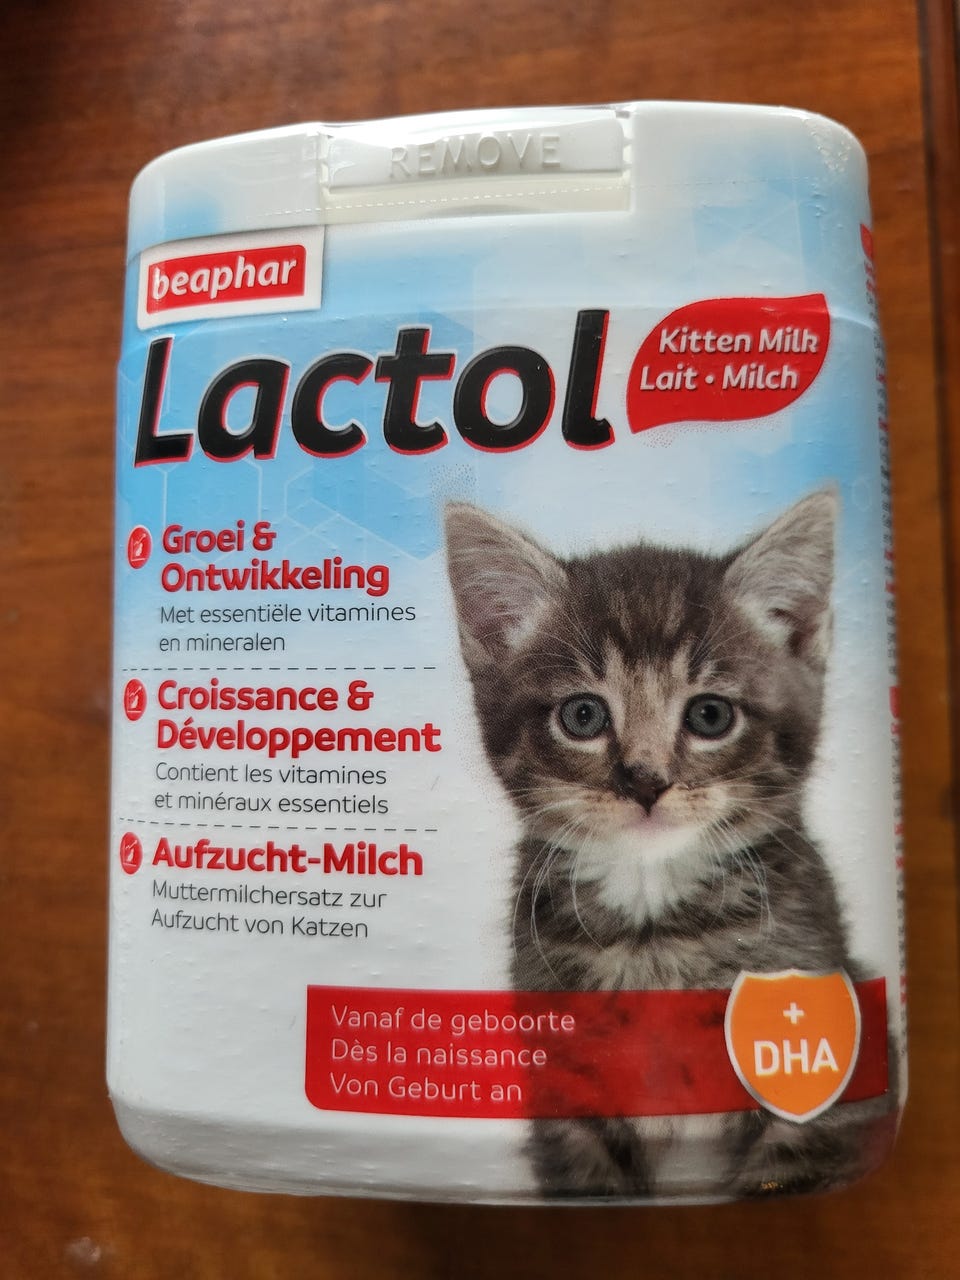 REMOVE
beaphar
Lactol
Kitten Milk
Lait • Milch
Groei &
Ontwikkeling
Met essentiële vitamines
en mineralen
Croissance &
Développement
Contient les vitamines
et minéraux essentiels
Aufzucht-Milch
Muttermilchersatz zur
Aufzucht von Katzen
Vanaf de geboorte
Dès la naissance
Von Geburt an
+
DHA